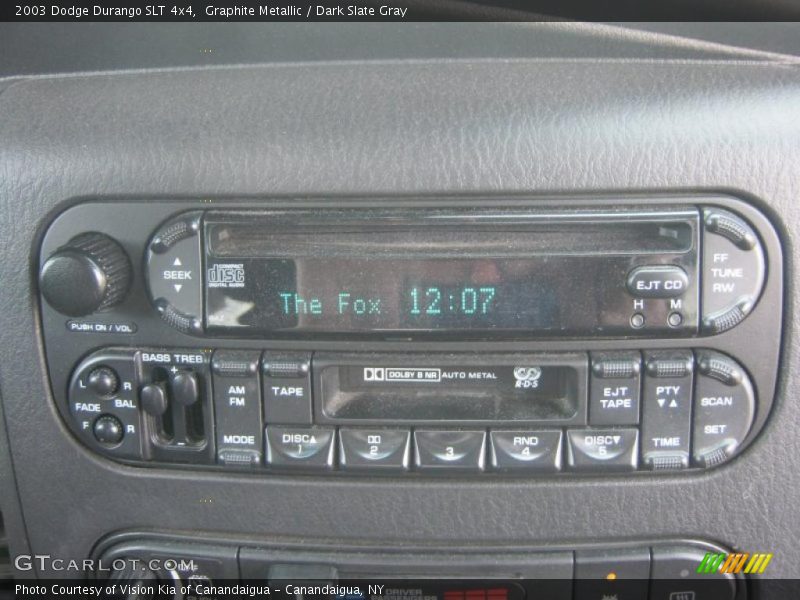 2003 Dodge Durango SLT 4x4,  Graphite Metallic / Dark Slate Gray
SEEK
COMPACT
disc
DIGITAL AUDIO
The Fox 12:07
EJT CD
H M
FF
TUNE
RW
PUSH ON / VOL
BASS TREB
+
L R
FADE BAL
F R
AM
FM
MODE
TAPE
DOLBY B NR AUTO METAL
R·D·S
EJT
TAPE
PTY
TIME
SCAN
SET
DISC▲
1
2
3
RND
4
DISC▼
5
GTCARLOT.COM
DRIVER
PASSENGERS
Photo Courtesy of Vision Kia of Canandaigua – Canandaigua, NY